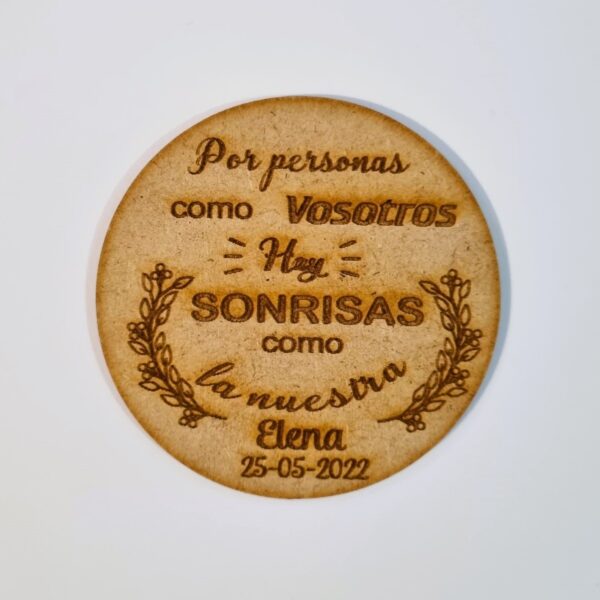 Por personas
como Vosotros
Hay
SONRISAS
como
la nuestra
Elena
25-05-2022